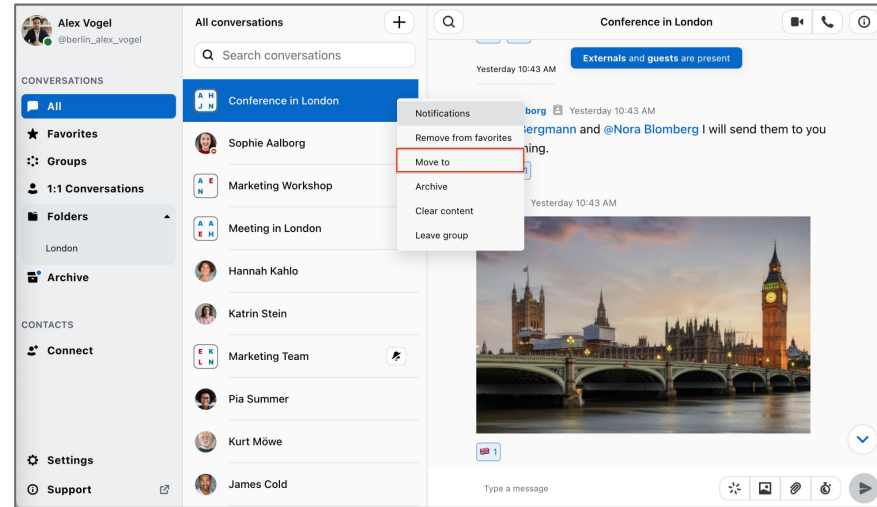 Alex Vogel
@berlin_alex_vogel
CONVERSATIONS
All
Favorites
Groups
1:1 Conversations
Folders
London
Archive
CONTACTS
Connect
Settings
Support
All conversations
Search conversations
A H
J N
Conference in London
Sophie Aalborg
A E
N
Marketing Workshop
A A
E H
Meeting in London
Hannah Kahlo
Katrin Stein
E K
L N
Marketing Team
Pia Summer
Kurt Möwe
James Cold
Notifications
Remove from favorites
Move to
Archive
Clear content
Leave group
Conference in London
Externals and guests are present
Yesterday 10:43 AM
borg Yesterday 10:43 AM
ergmann and @Nora Blomberg I will send them to you
ning.
1
Yesterday 10:43 AM
1
Type a message